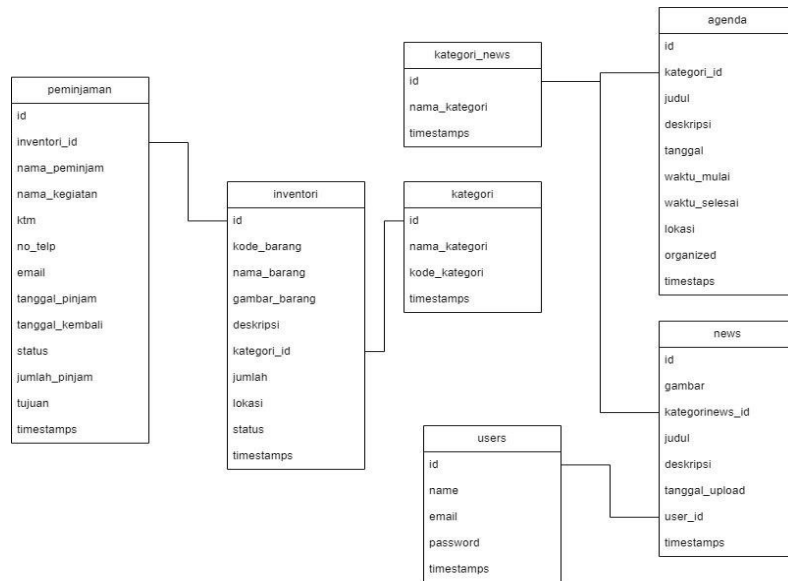 peminjaman
id
inventori_id
nama_peminjam
nama_kegiatan
ktm
no_telp
email
tanggal_pinjam
tanggal_kembali
status
jumlah_pinjam
tujuan
timestamps
inventori
id
kode_barang
nama_barang
gambar_barang
deskripsi
kategori_id
jumlah
lokasi
status
timestamps
kategori_news
id
nama_kategori
timestamps
kategori
id
nama_kategori
kode_kategori
timestamps
users
id
name
email
password
timestamps
agenda
id
kategori_id
judul
deskripsi
tanggal
waktu_mulai
waktu_selesai
lokasi
organized
timestaps
news
id
gambar
kategorinews_id
judul
deskripsi
tanggal_upload
user_id
timestamps